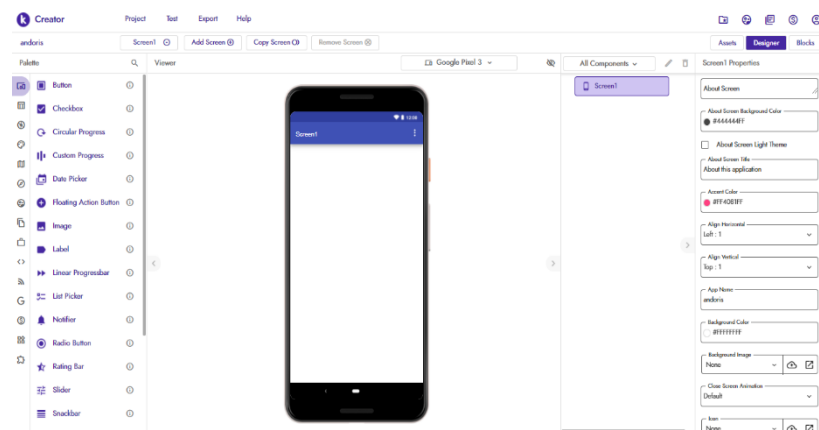 Creator
Project Test Export Help
andoris
Screen1
Add Screen
Copy Screen
Remove Screen
Assets Designer Blocks
Palette
Viewer
Google Pixel 3
All Components
Screen1 Properties
Button
Checkbox
Circular Progress
Custom Progress
Date Picker
Floating Action Button
Image
Label
Linear Progressbar
List Picker
Notifier
Radio Button
Rating Bar
Slider
Snackbar
Screen1
Screen1
About Screen
About Screen Background Color
#444444FF
About Screen Light Theme
About Screen Title
About this application
Accent Color
#FF4081FF
Align Horizontal
Left : 1
Align Vertical
Top : 1
App Name
andoris
Background Color
#FFFFFFFF
Background Image
None
Close Screen Animation
Default
Icon
None